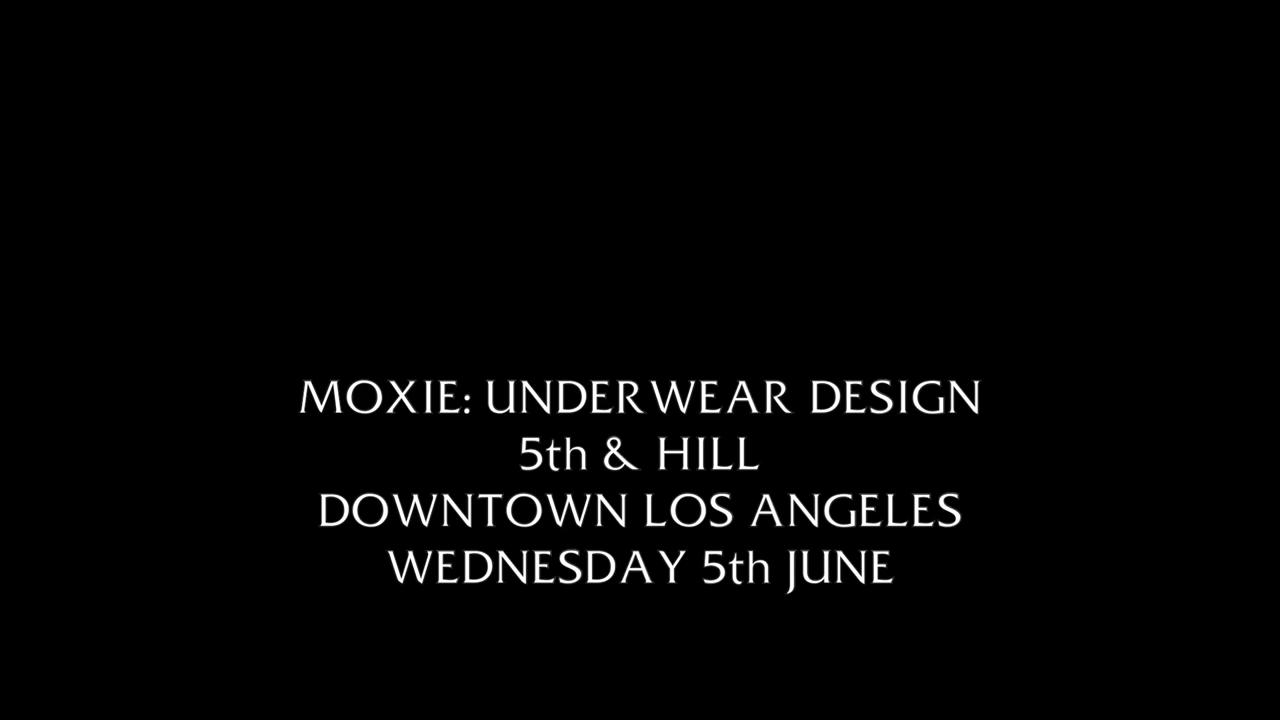 MOXIE: UNDERWEAR DESIGN
5th & HILL
DOWNTOWN LOS ANGELES
WEDNESDAY 5th JUNE